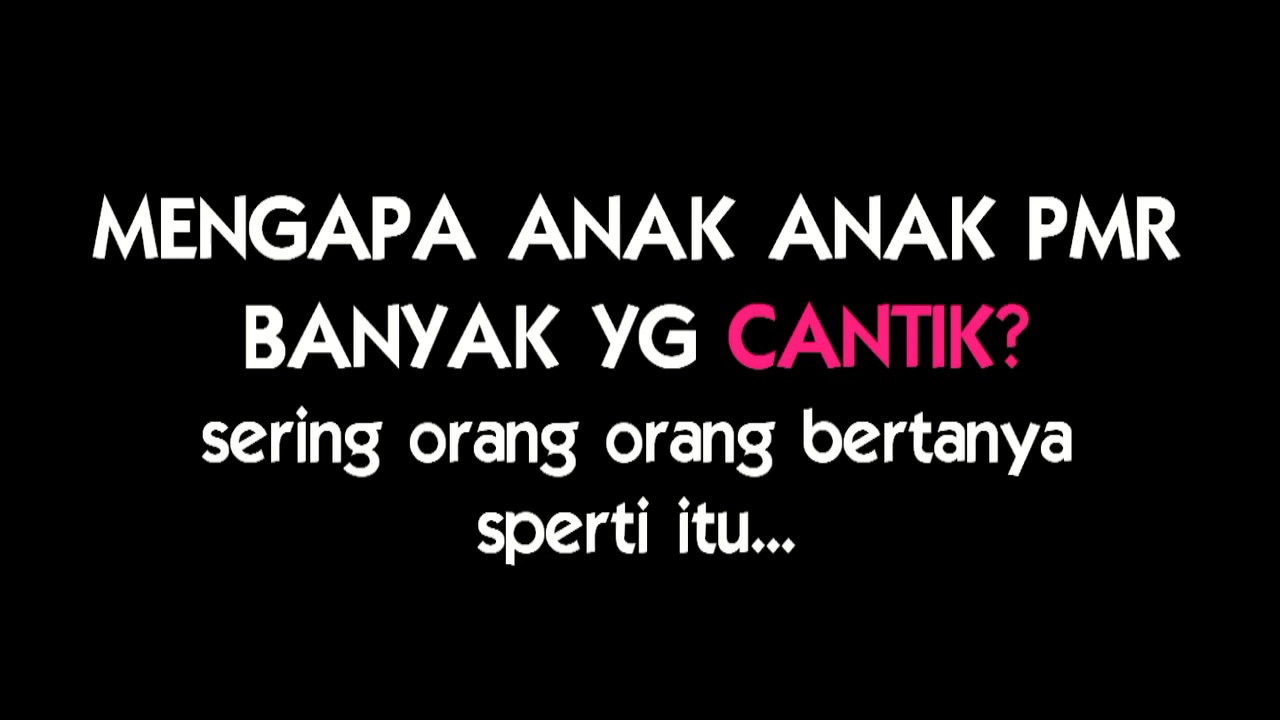 MENGAPA ANAK ANAK PMR
BANYAK YG CANTIK?
sering orang orang bertanya
sperti itu...